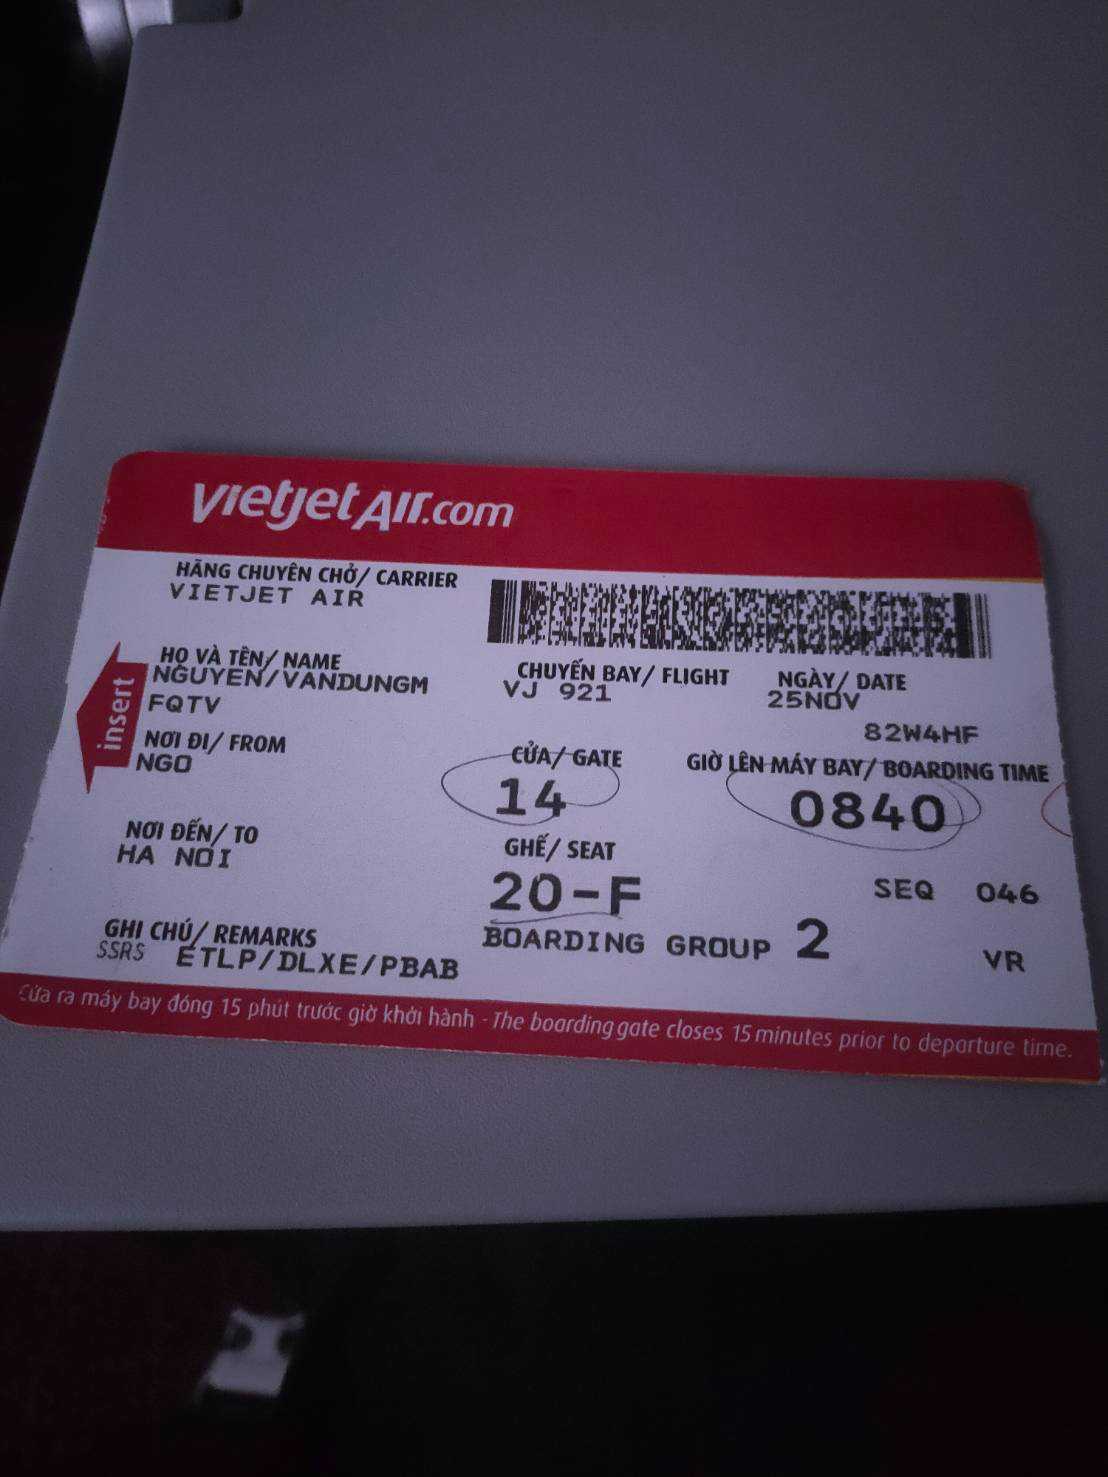 vietjetAir.com
HÃNG CHUYÊN CHỞ/ CARRIER
VIETJET AIR
HỌ VÀ TÊN/ NAME
NGUYEN/VANDUNGM
FQTV
CHUYẾN BAY/ FLIGHT
VJ 921
NGÀY/ DATE
25NOV
82W4HF
insert
NƠI ĐI/ FROM
NGO
CỬA/ GATE
14
GIỜ LÊN MÁY BAY/ BOARDING TIME
0840
NƠI ĐẾN/ TO
HA NOI
GHẾ/ SEAT
20-F
SEQ 046
GHI CHÚ/ REMARKS
SSRS ETLP/DLXE/PBAB
BOARDING GROUP 2
VR
Cửa ra máy bay đóng 15 phút trước giờ khởi hành - The boarding gate closes 15 minutes prior to departure time.